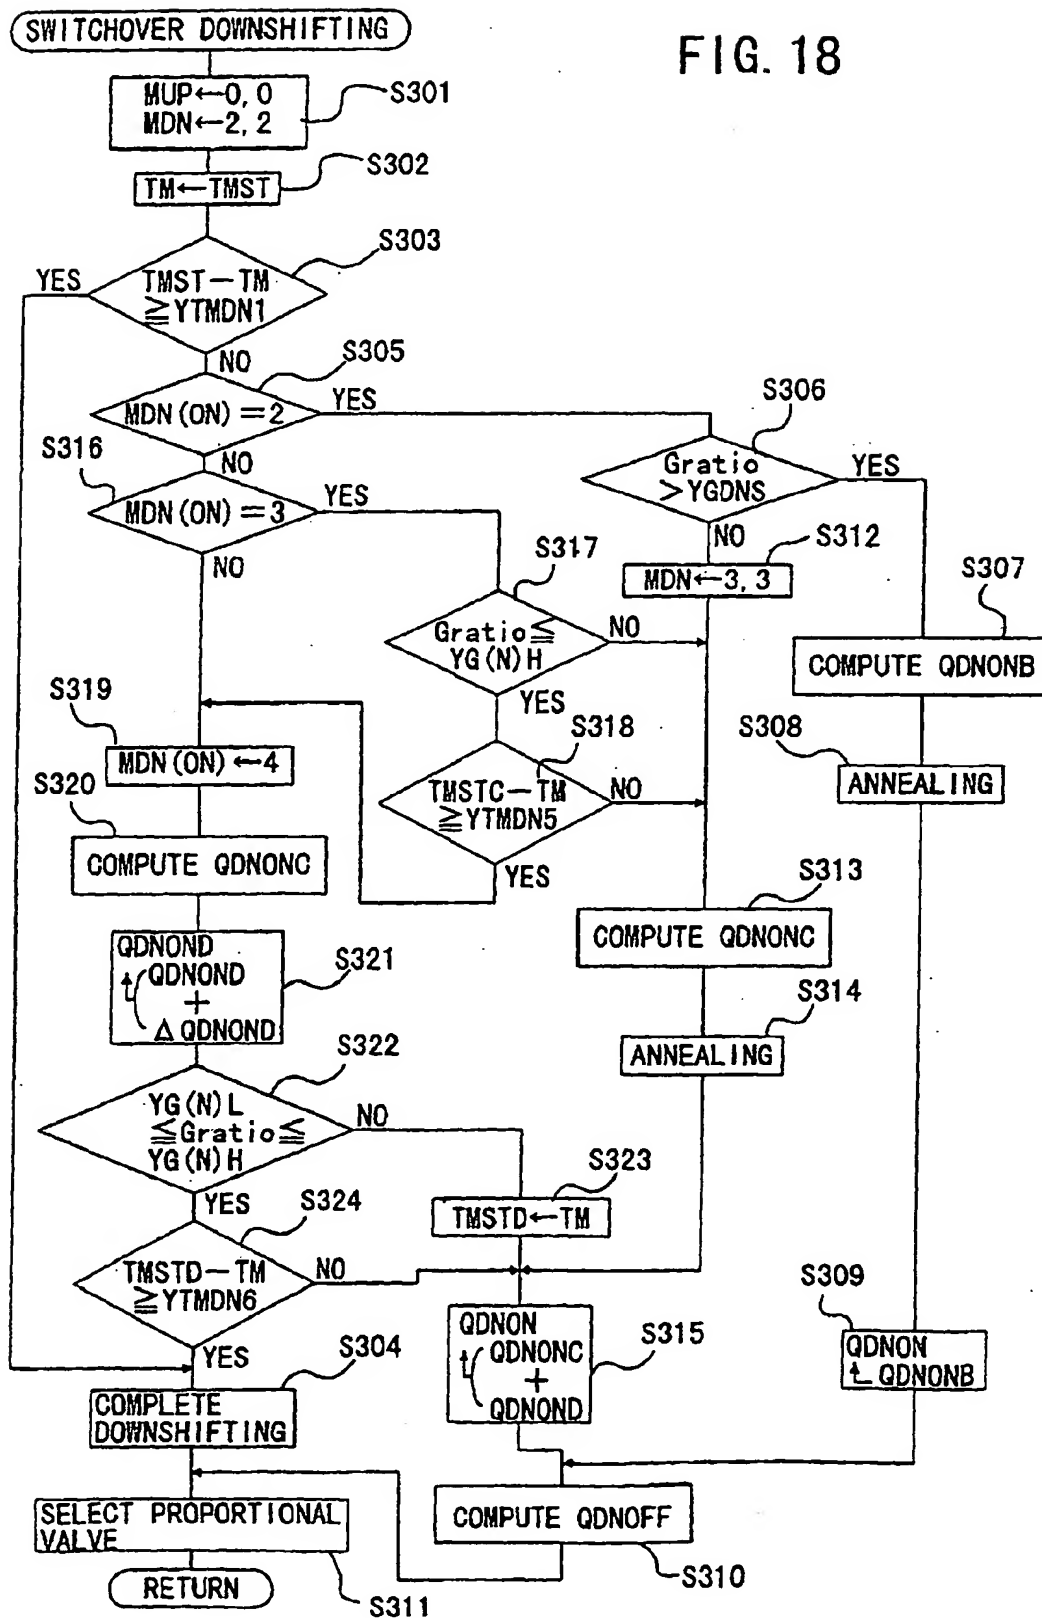 SWITCHOVER DOWNSHIFTING
FIG. 18
MUP←0, 0
MDN←2, 2
S301
TM←TMST
S302
TMST－TM
≧YTMDN1
S303
YES
NO
MDN(ON)＝2
S305
YES
NO
Gratio
＞YGDNS
S306
YES
NO
S316
MDN(ON)＝3
YES
NO
S312
MDN←3, 3
S317
Gratio≦
YG(N)H
NO
YES
S307
COMPUTE QDNONB
S319
MDN(ON)←4
S318
TMSTC－TM
≧YTMDN5
NO
YES
S308
ANNEALING
S320
COMPUTE QDNONC
S313
COMPUTE QDNONC
QDNOND
QDNOND
+
Δ QDNOND
S321
S314
ANNEALING
S322
YG(N)L
≦Gratio≦
YG(N)H
NO
YES
S323
TMSTD←TM
S324
TMSTD－TM
≧YTMDN6
NO
YES
QDNON
QDNONC
+
QDNOND
S315
S309
QDNON
QDNONB
S304
COMPLETE
DOWNSHIFTING
SELECT PROPORTIONAL
VALVE
S311
COMPUTE QDNOFF
S310
RETURN